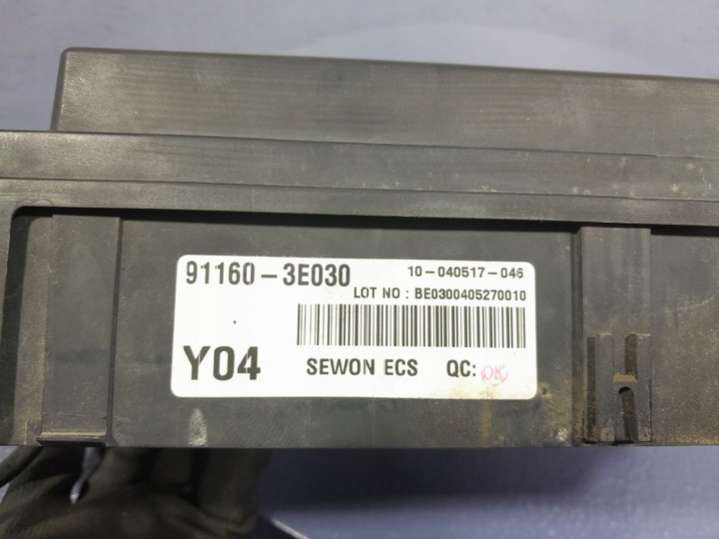 91160-3E030 10-040517-046
LOT NO : BE0300405270010
Y04 SEWON ECS QC: